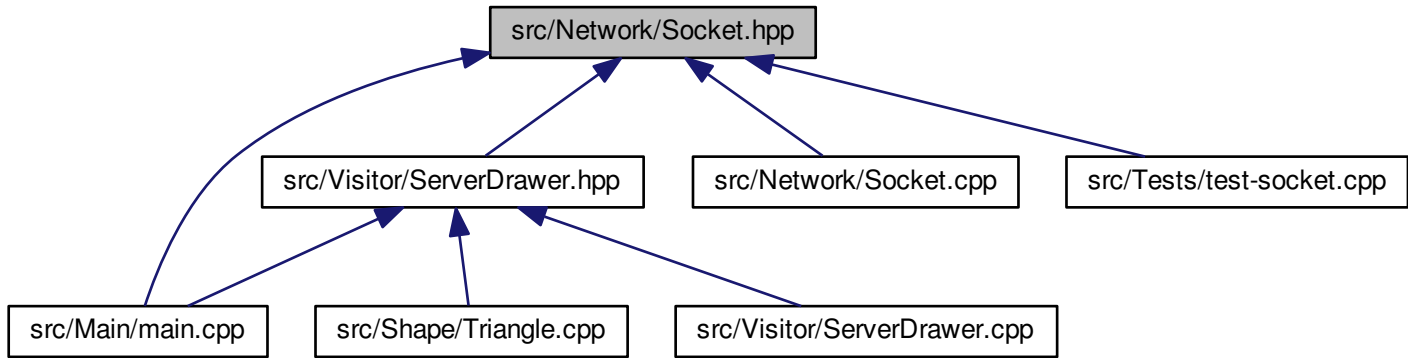 src/Network/Socket.hpp
src/Visitor/ServerDrawer.hpp
src/Network/Socket.cpp
src/Tests/test-socket.cpp
src/Main/main.cpp
src/Shape/Triangle.cpp
src/Visitor/ServerDrawer.cpp